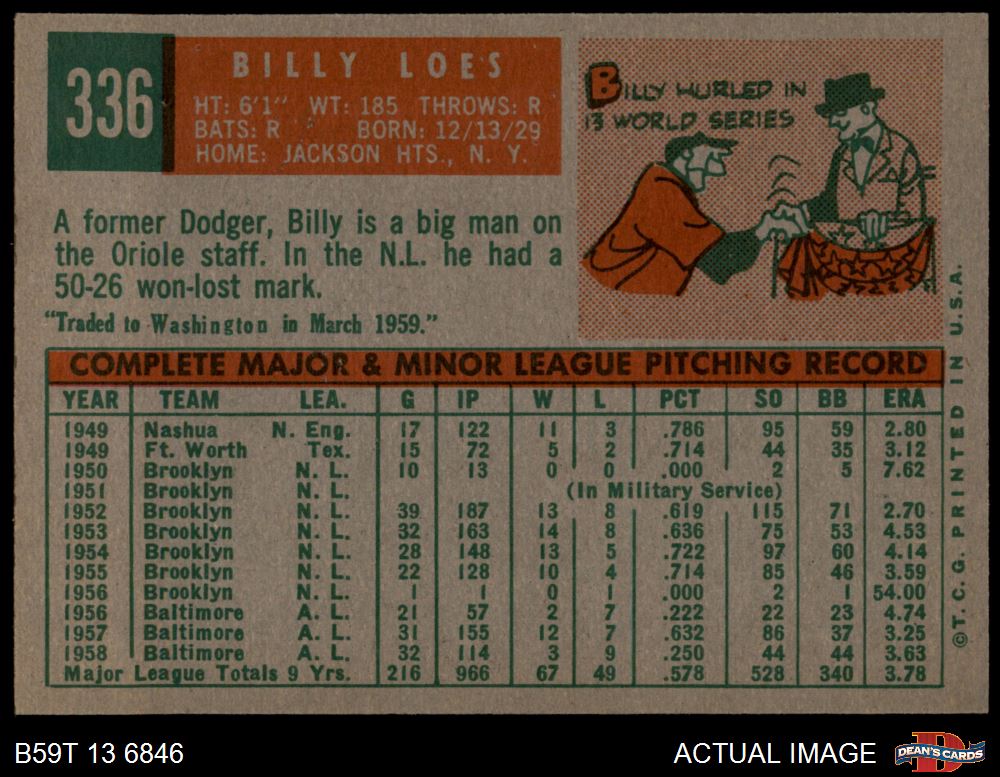 336
BILLY LOES
HT: 6'1" WT: 185 THROWS: R
BATS: R BORN: 12/13/29
HOME: JACKSON HTS., N. Y.
BILLY HURLED IN
13 WORLD SERIES
A former Dodger, Billy is a big man on
the Oriole staff. In the N.L. he had a
50-26 won-lost mark.
"Traded to Washington in March 1959."
COMPLETE MAJOR & MINOR LEAGUE PITCHING RECORD
YEAR TEAM LEA. G IP W L PCT SO BB ERA
1949 Nashua N. Eng. 17 122 11 3 .786 95 59 2.80
1949 Ft. Worth Tex. 15 72 5 2 .714 44 35 3.12
1950 Brooklyn N. L. 10 13 0 0 .000 2 5 7.62
1951 Brooklyn N. L. (In Military Service)
1952 Brooklyn N. L. 39 187 13 8 .619 115 71 2.70
1953 Brooklyn N. L. 32 163 14 8 .636 75 53 4.53
1954 Brooklyn N. L. 28 148 13 5 .722 97 60 4.14
1955 Brooklyn N. L. 22 128 10 4 .714 85 46 3.59
1956 Brooklyn N. L. 1 1 0 1 .000 2 1 54.00
1956 Baltimore A. L. 21 57 2 7 .222 22 23 4.74
1957 Baltimore A. L. 31 155 12 7 .632 86 37 3.25
1958 Baltimore A. L. 32 114 3 9 .250 44 44 3.63
Major League Totals 9 Yrs. 216 966 67 49 .578 528 340 3.78
©T. C. G. PRINTED IN U.S.A.
B59T 13 6846
ACTUAL IMAGE
D
DEAN'S CARDS